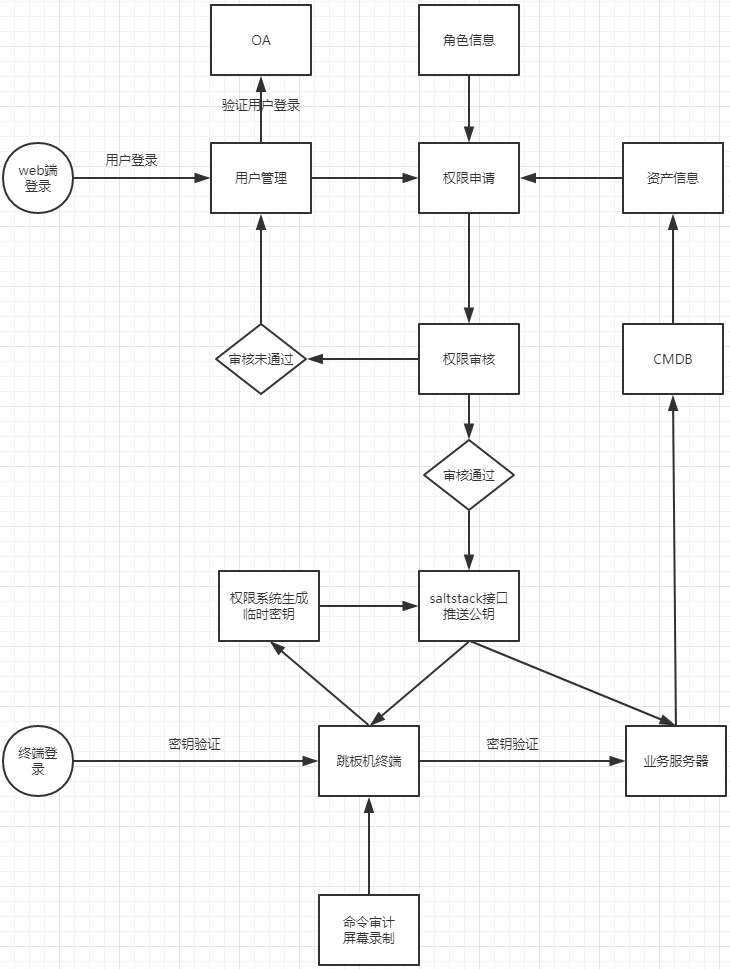 OA
角色信息
验证用户登录
web端
登录
用户登录
用户管理
权限申请
资产信息
审核未通过
权限审核
CMDB
审核通过
权限系统生成
临时密钥
saltstack接口
推送公钥
终端登
录
密钥验证
跳板机终端
密钥验证
业务服务器
命令审计
屏幕录制